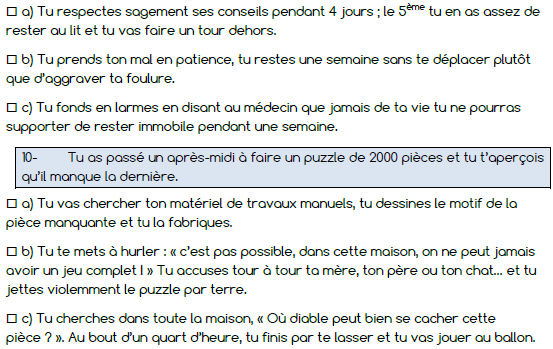 ☐ a) Tu respectes sagement ses conseils pendant 4 jours ; le 5ème tu en as assez de
rester au lit et tu vas faire un tour dehors.
☐ b) Tu prends ton mal en patience, tu restes une semaine sans te déplacer plutôt
que d'aggraver ta foulure.
☐ c) Tu fonds en larmes en disant au médecin que jamais de ta vie tu ne pourras
supporter de rester immobile pendant une semaine.
10- Tu as passé un après-midi à faire un puzzle de 2000 pièces et tu t'aperçois
qu'il manque la dernière.
☐ a) Tu vas chercher ton matériel de travaux manuels, tu dessines le motif de la
pièce manquante et tu la fabriques.
☐ b) Tu te mets à hurler : « c'est pas possible, dans cette maison, on ne peut jamais
avoir un jeu complet ! » Tu accuses tour à tour ta mère, ton père ou ton chat… et tu
jettes violemment le puzzle par terre.
☐ c) Tu cherches dans toute la maison, « Où diable peut bien se cacher cette
pièce ? ». Au bout d'un quart d'heure, tu finis par te lasser et tu vas jouer au ballon.